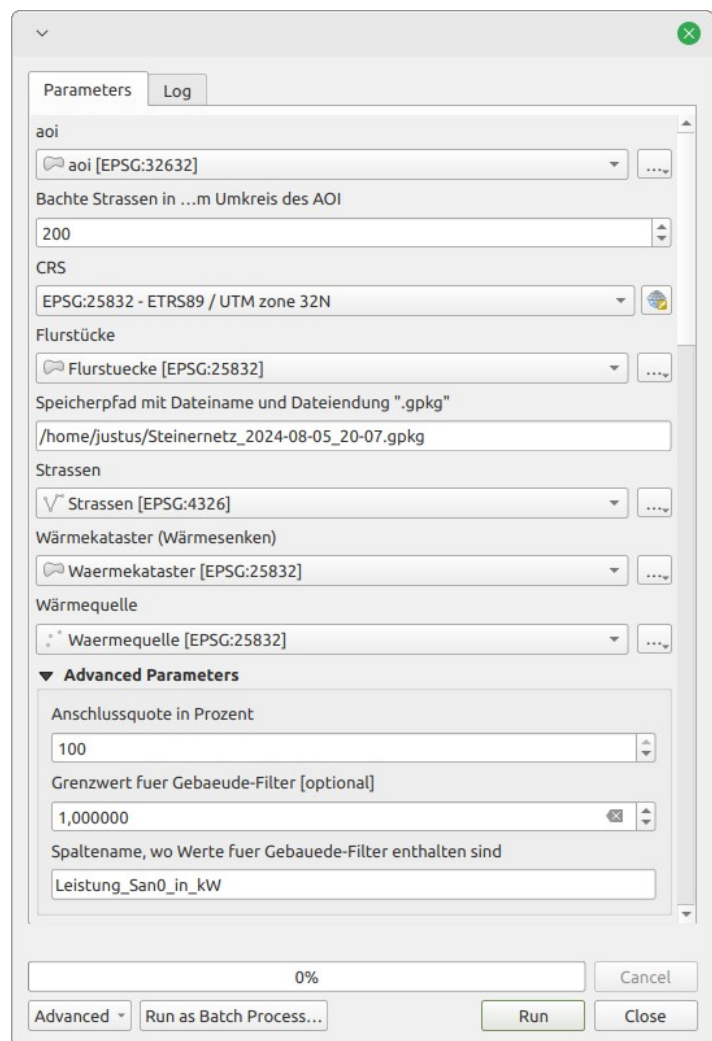 Parameters Log
aoi
aoi [EPSG:32632]
Bachte Strassen in ...m Umkreis des AOI
200
CRS
EPSG:25832 - ETRS89 / UTM zone 32N
Flurstücke
Flurstuecke [EPSG:25832]
Speicherpfad mit Dateiname und Dateiendung ".gpkg"
/home/justus/Steinernetz_2024-08-05_20-07.gpkg
Strassen
Strassen [EPSG:4326]
Wärmekataster (Wärmesenken)
Waermekataster [EPSG:25832]
Wärmequelle
Waermequelle [EPSG:25832]
Advanced Parameters
Anschlussquote in Prozent
100
Grenzwert fuer Gebaeude-Filter [optional]
1,000000
Spaltename, wo Werte fuer Gebauede-Filter enthalten sind
Leistung_San0_in_kW
0% Cancel
Advanced Run as Batch Process... Run Close